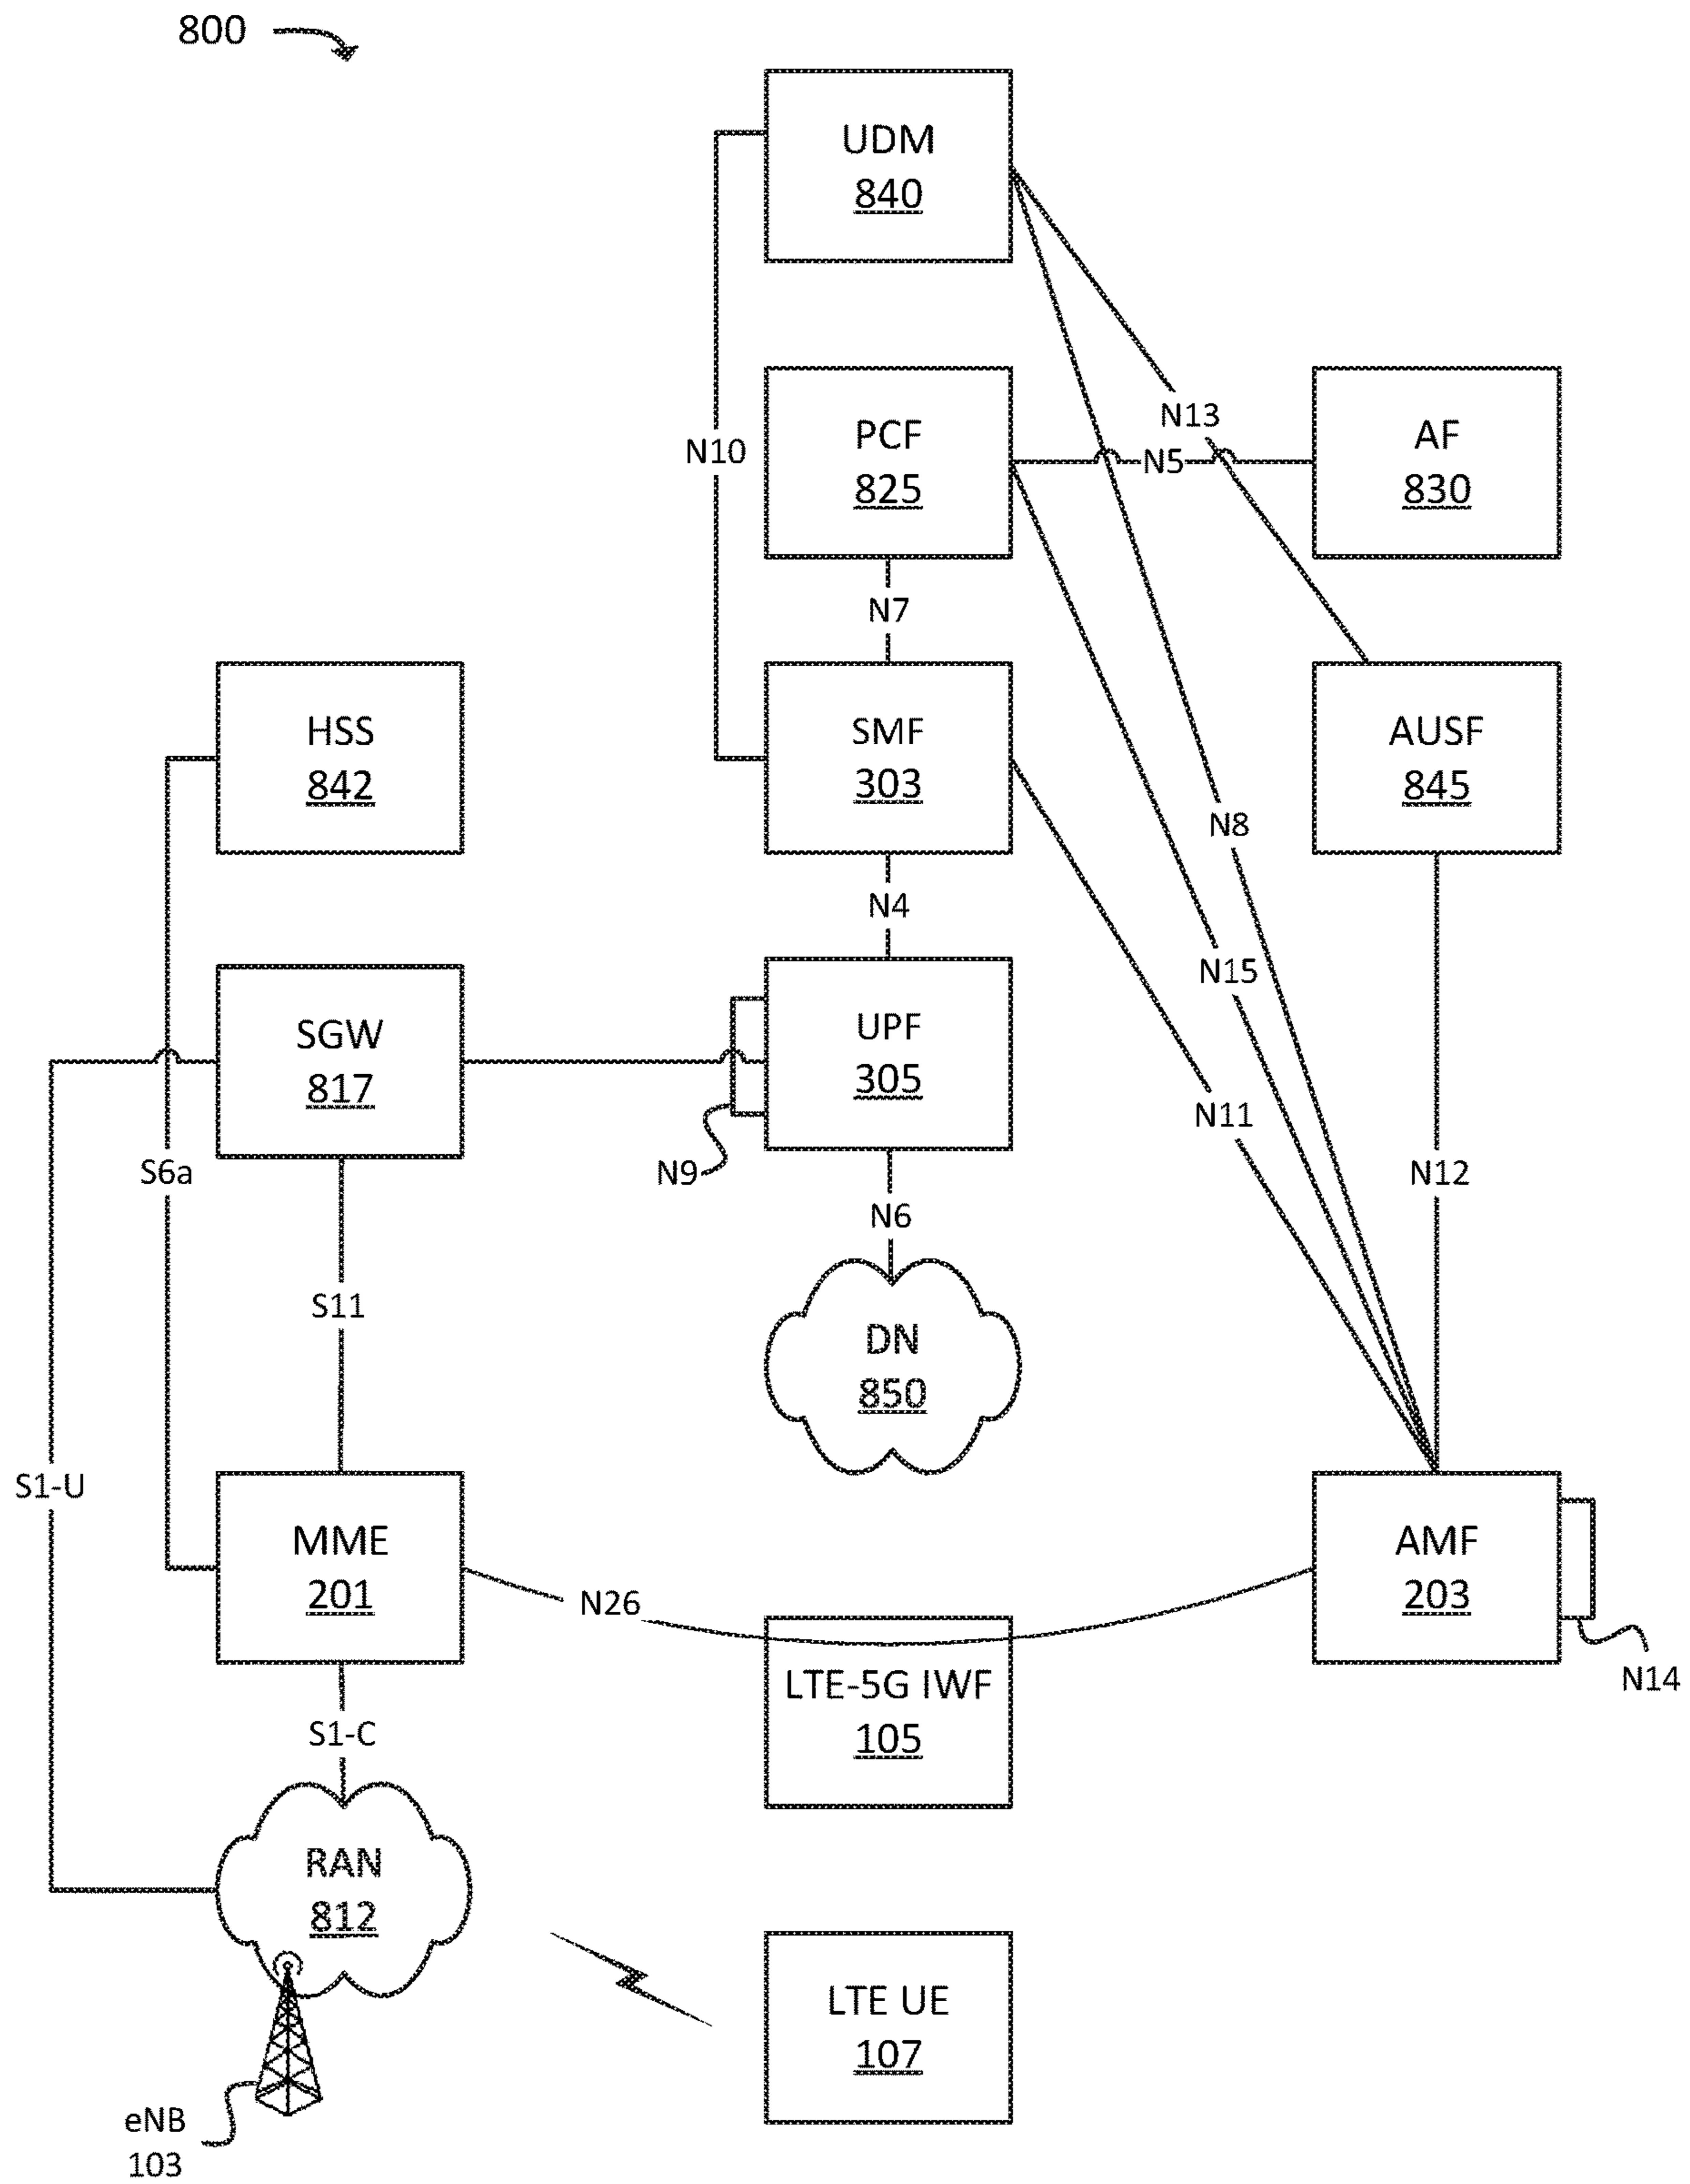 800
UDM
840
N13
PCF
825
AF
830
N10
N5
N7
HSS
842
SMF
303
AUSF
845
N8
N4
N15
SGW
817
UPF
305
N11
S6a
N9
N12
N6
S11
DN
850
S1-U
MME
201
AMF
203
N26
N14
LTE-5G IWF
105
S1-C
RAN
812
LTE UE
107
eNB
103